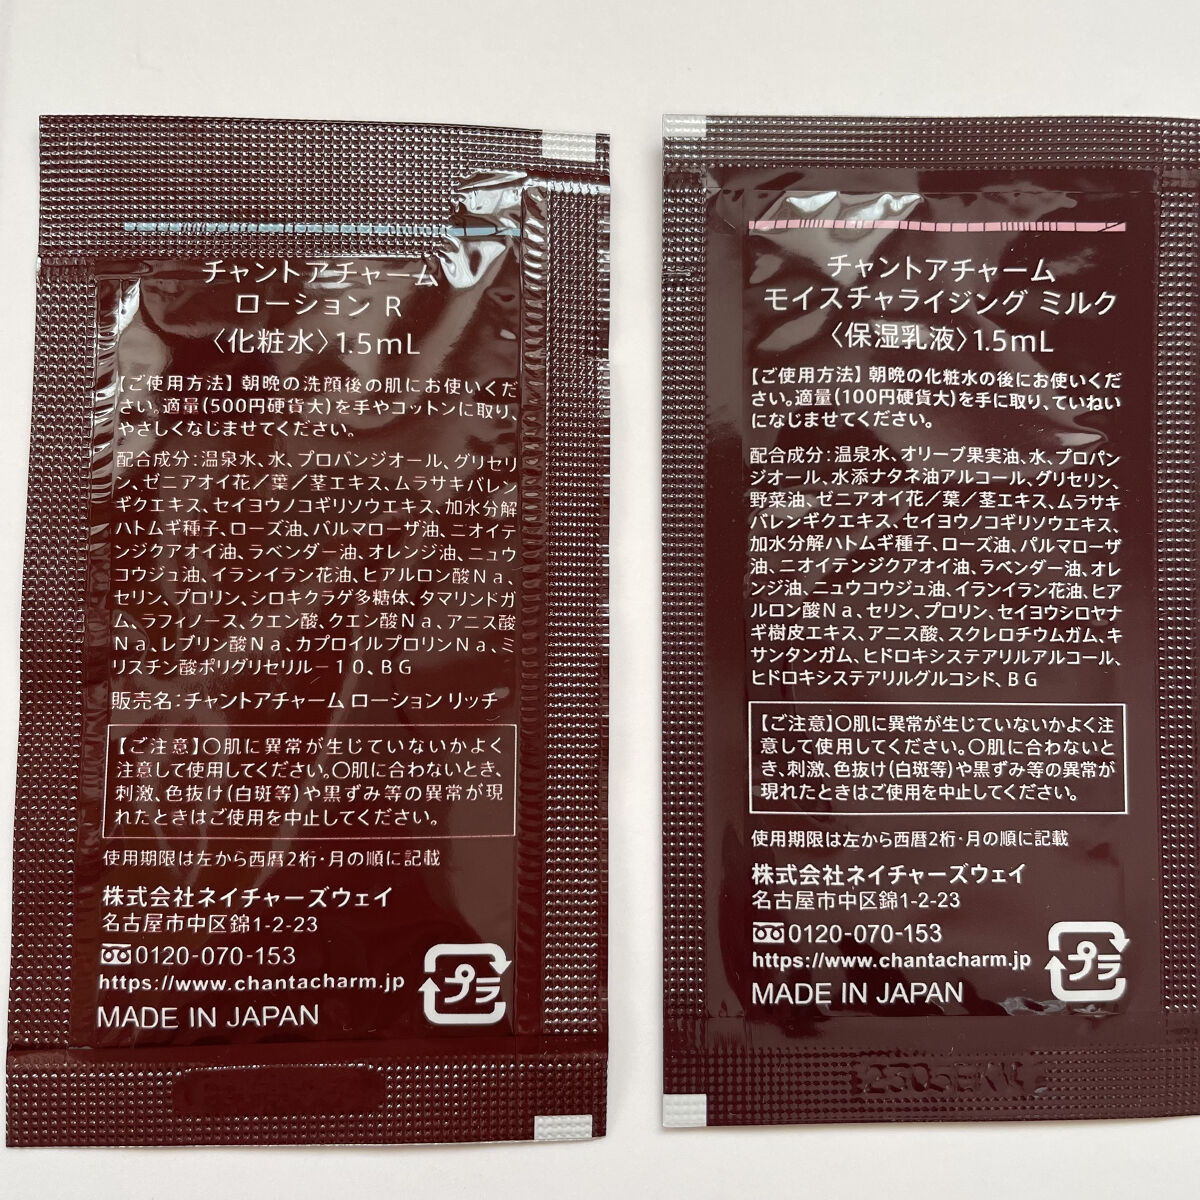 チャントアチャーム
ローション R
〈化粧水〉1.5mL
【ご使用方法】朝晩の洗顔後の肌にお使いくだ
さい。適量(500円硬貨大)を手やコットンに取り、
やさしくなじませてください。
配合成分：温泉水、水、プロパンジオール、グリセリ
ン、ゼニアオイ花／葉／茎エキス、ムラサキバレン
ギクエキス、セイヨウノコギリソウエキス、加水分解
ハトムギ種子、ローズ油、パルマローザ油、ニオイテ
ンジクアオイ油、ラベンダー油、オレンジ油、ニュウ
コウジュ油、イランイラン花油、ヒアルロン酸Ｎａ、
セリン、プロリン、シロキクラゲ多糖体、タマリンドガ
ム、ラフィノース、クエン酸、クエン酸Ｎａ、アニス酸
Ｎａ、レブリン酸Ｎａ、カプロイルプロリンＮａ、ミ
リスチン酸ポリグリセリル－１０、ＢＧ
販売名：チャントアチャーム ローション リッチ
【ご注意】〇肌に異常が生じていないかよく
注意して使用してください。〇肌に合わないとき、
刺激、色抜け(白斑等)や黒ずみ等の異常が現
れたときはご使用を中止してください。
使用期限は左から西暦2桁・月の順に記載
株式会社ネイチャーズウェイ
名古屋市中区錦1-2-23
0120-070-153
https://www.chantacharm.jp
MADE IN JAPAN
プラ
チャントアチャーム
モイスチャライジング ミルク
〈保湿乳液〉1.5mL
【ご使用方法】朝晩の化粧水の後にお使いくだ
さい。適量(100円硬貨大)を手に取り、ていねい
になじませてください。
配合成分：温泉水、オリーブ果実油、水、プロパン
ジオール、水添ナタネ油アルコール、グリセリン、
野菜油、ゼニアオイ花／葉／茎エキス、ムラサキ
バレンギクエキス、セイヨウノコギリソウエキス、
加水分解ハトムギ種子、ローズ油、パルマローザ
油、ニオイテンジクアオイ油、ラベンダー油、オレ
ンジ油、ニュウコウジュ油、イランイラン花油、ヒア
ルロン酸Ｎａ、セリン、プロリン、セイヨウシロヤナ
ギ樹皮エキス、アニス酸、スクレロチウムガム、キ
サンタンガム、ヒドロキシステアリルアルコール、
ヒドロキシステアリルグルコシド、ＢＧ
【ご注意】〇肌に異常が生じていないかよく注
意して使用してください。〇肌に合わないと
き、刺激、色抜け(白斑等)や黒ずみ等の異常が
現れたときはご使用を中止してください。
使用期限は左から西暦2桁・月の順に記載
株式会社ネイチャーズウェイ
名古屋市中区錦1-2-23
0120-070-153
https://www.chantacharm.jp
MADE IN JAPAN
プラ